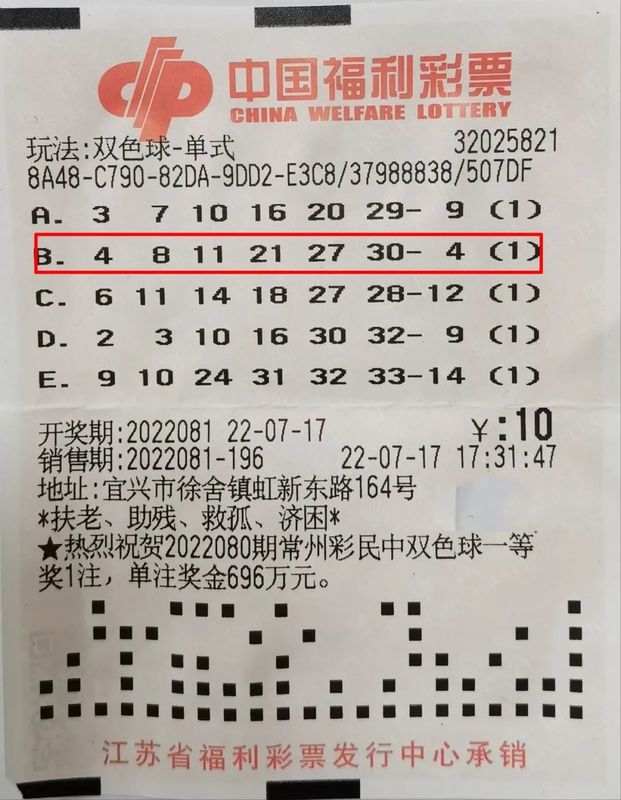 中国福利彩票
CHINA WELFARE LOTTERY
玩法:双色球-单式 32025821
8A48-C790-82DA-9DD2-E3C8/37988838/507DF
A. 3 7 10 16 20 29- 9 (1)
B. 4 8 11 21 27 30- 4 (1)
C. 6 11 14 18 27 28-12 (1)
D. 2 3 10 16 30 32- 9 (1)
E. 9 10 24 31 32 33-14 (1)
开奖期:2022081 22-07-17 ¥:10
销售期:2022081-196 22-07-17 17:31:47
地址:宜兴市徐舍镇虹新东路164号
*扶老、助残、救孤、济困*
★热烈祝贺2022080期常州彩民中双色球一等
奖1注，单注奖金696万元。
江苏省福利彩票发行中心承销